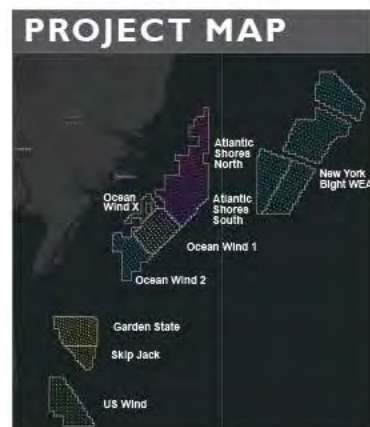 PROJECT MAP
Atlantic
Shores
North
New York
Bight WEA
Ocean
Wind X
Atlantic
Shores
South
Ocean Wind 1
Ocean Wind 2
Garden State
Skip Jack
US Wind